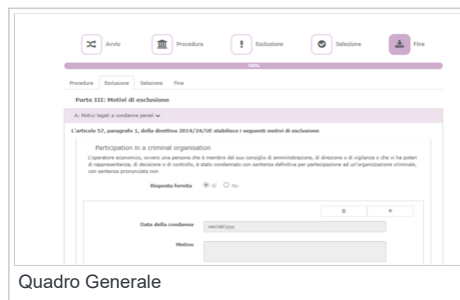 Avvio
Procedura
Esclusione
Selezione
Fine
100%
Procedura Esclusione Selezione Fine
Parte III: Motivi di esclusione
A: Motivi legati a condanne penali
L'articolo 57, paragrafo 1, della direttiva 2014/24/UE stabilisce i seguenti motivi di esclusione
Participation in a criminal organisation
L'operatore economico, ovvero una persona che è membro del suo consiglio di amministrazione, di direzione o di vigilanza o che vi ha poteri
di rappresentanza, di decisione o di controllo, è stato condannato con sentenza definitiva per partecipazione ad un'organizzazione criminale,
con sentenza pronunciata non
Risposta fornita Sì No
+
Data della condanna
mm/dd/yyyy
Motivo
Quadro Generale